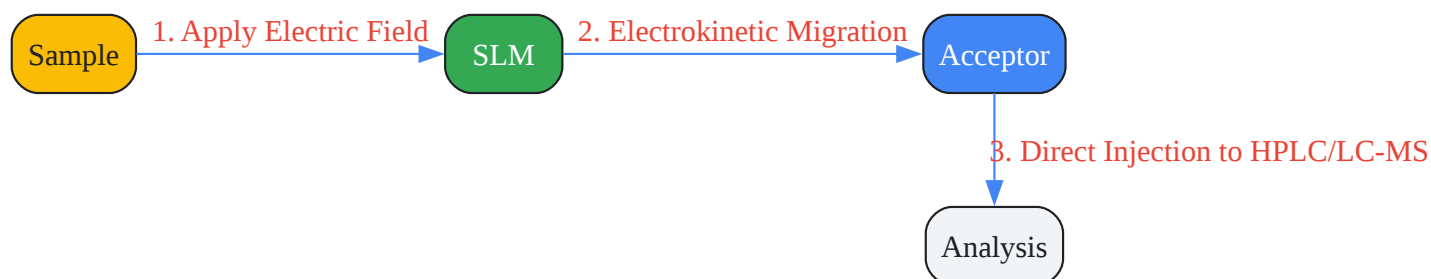 Sample
1. Apply Electric Field
SLM
2. Electrokinetic Migration
Acceptor
3. Direct Injection to HPLC/LC-MS
Analysis